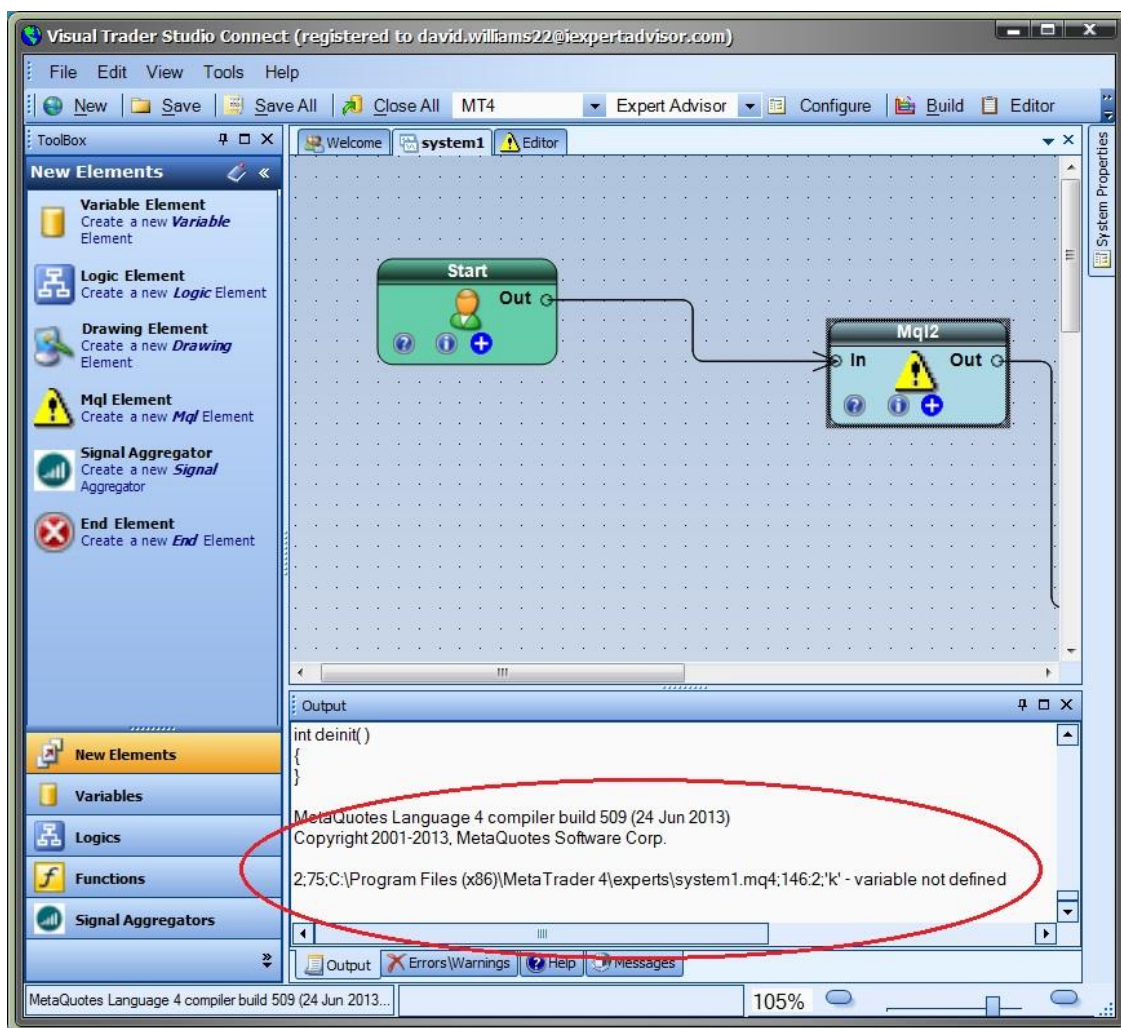 Visual Trader Studio Connect (registered to david.williams22@iexpertadvisor.com)
File Edit View Tools Help
New Save Save All Close All MT4 Expert Advisor Configure Build Editor
ToolBox
Welcome system1 Editor
System Properties
New Elements
Variable Element
Create a new Variable
Element
Logic Element
Create a new Logic Element
Drawing Element
Create a new Drawing
Element
Mql Element
Create a new Mql Element
Signal Aggregator
Create a new Signal
Aggregator
End Element
Create a new End Element
Start
Out
Mql2
In Out
New Elements
Variables
Logics
Functions
Signal Aggregators
Output
int deinit( )
{
}
MetaQuotes Language 4 compiler build 509 (24 Jun 2013)
Copyright 2001-2013, MetaQuotes Software Corp.
2;75;C:\Program Files (x86)\MetaTrader 4\experts\system1.mq4;146:2;'k' - variable not defined
Output Errors\Warnings Help Messages
MetaQuotes Language 4 compiler build 509 (24 Jun 2013...
105%